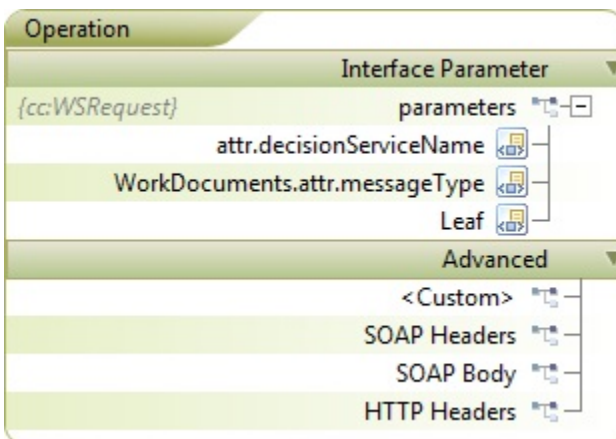 Operation
Interface Parameter
{cc:WSRequest} parameters
attr.decisionServiceName
WorkDocuments.attr.messageType
Leaf
Advanced
<Custom>
SOAP Headers
SOAP Body
HTTP Headers